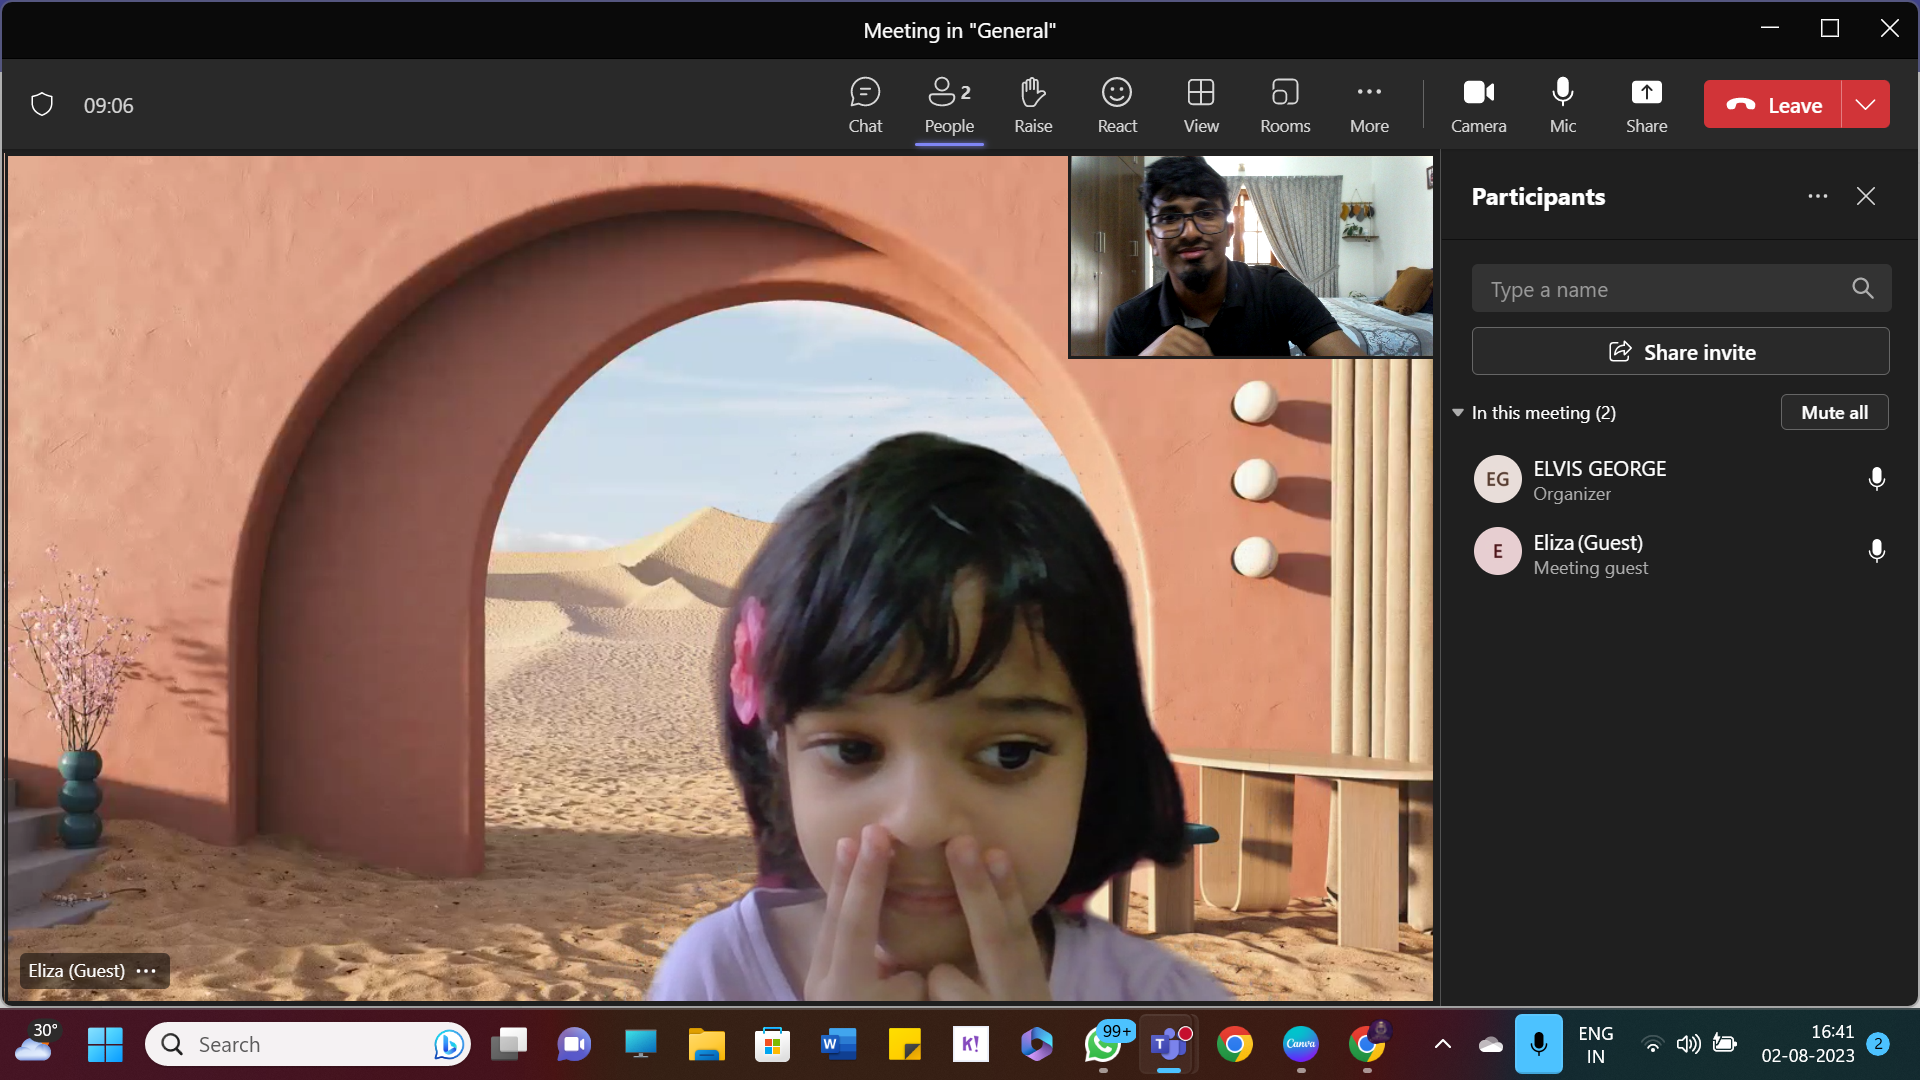 Meeting in "General"
09:06
Chat
People 2
Raise
React
View
Rooms
More
Camera
Mic
Share
Leave
Participants
Type a name
Share invite
In this meeting (2)
Mute all
EG
ELVIS GEORGE
Organizer
E
Eliza (Guest)
Meeting guest
Eliza (Guest)
30°
Search
W
K!
99+
T
Canva
ENG
IN
16:41
02-08-2023
2